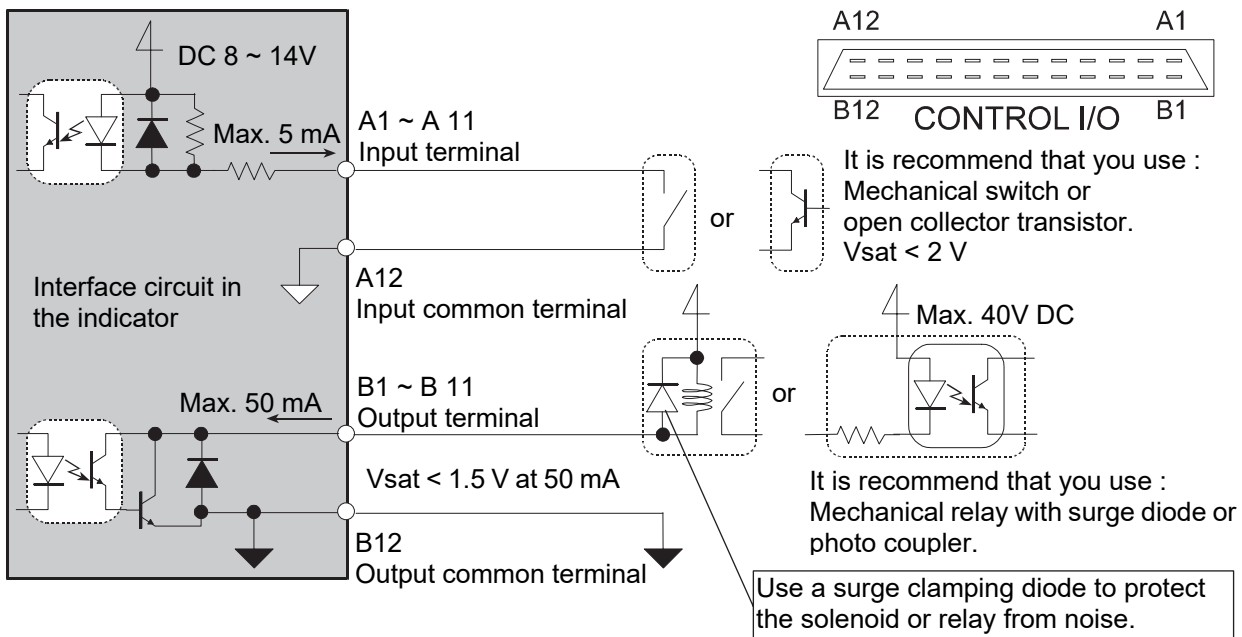 DC 8 ~ 14V
Max. 5 mA
A1 ~ A 11
Input terminal
A12
Input common terminal
Interface circuit in
the indicator
Max. 50 mA
B1 ~ B 11
Output terminal
Vsat < 1.5 V at 50 mA
B12
Output common terminal
or
A12
A1
B12
B1
CONTROL I/O
It is recommend that you use :
Mechanical switch or
open collector transistor.
Vsat < 2 V
or
Max. 40V DC
It is recommend that you use :
Mechanical relay with surge diode or
photo coupler.
Use a surge clamping diode to protect
the solenoid or relay from noise.